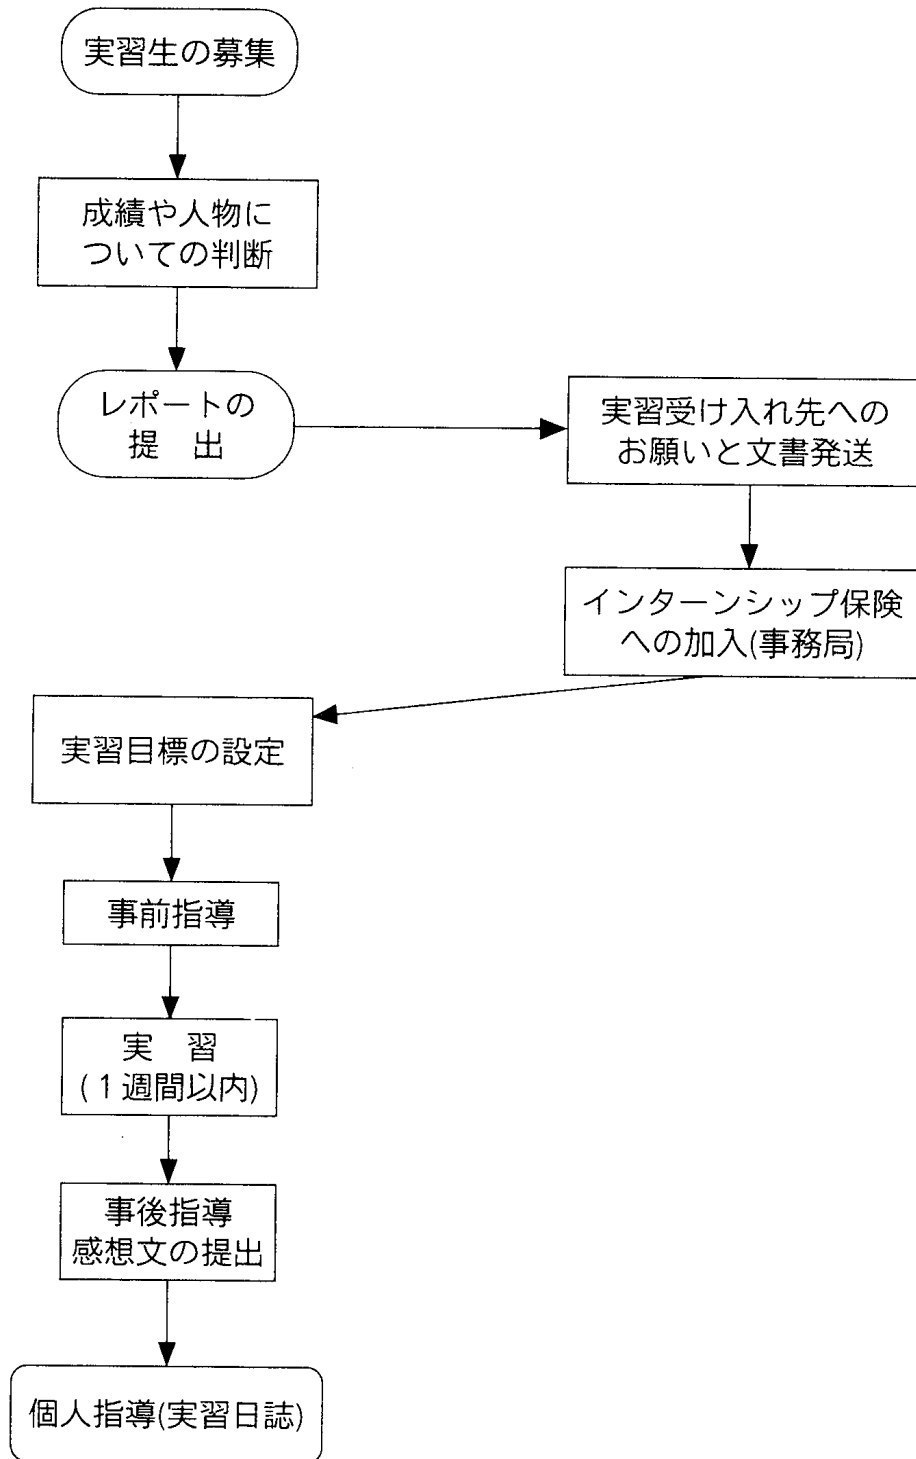 実習生の募集
成績や人物に
ついての判断
レポートの
提　出
実習受け入れ先への
お願いと文書発送
インターンシップ保険
への加入(事務局)
実習目標の設定
事前指導
実　習
(１週間以内)
事後指導
感想文の提出
個人指導(実習日誌)